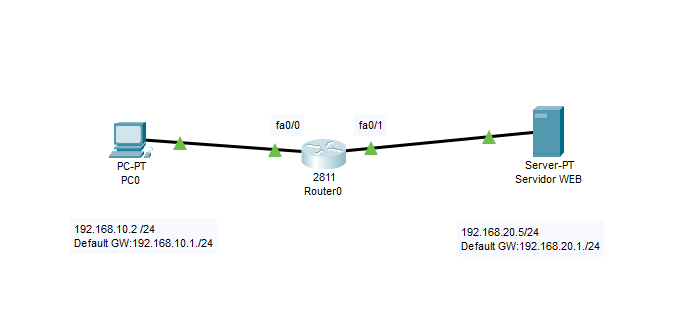 fa0/0
fa0/1
PC-PT
PC0
2811
Router0
Server-PT
Servidor WEB
192.168.10.2 /24
Default GW:192.168.10.1./24
192.168.20.5/24
Default GW:192.168.20.1./24